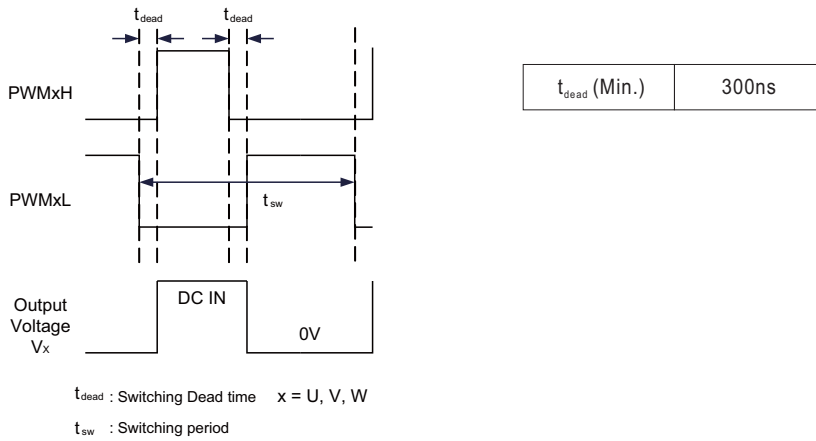 tdead tdead
PWMxH
tdead (Min.) 300ns
PWMxL
tsw
DC IN
Output
Voltage
Vx
0V
tdead : Switching Dead time x = U, V, W
tsw : Switching period